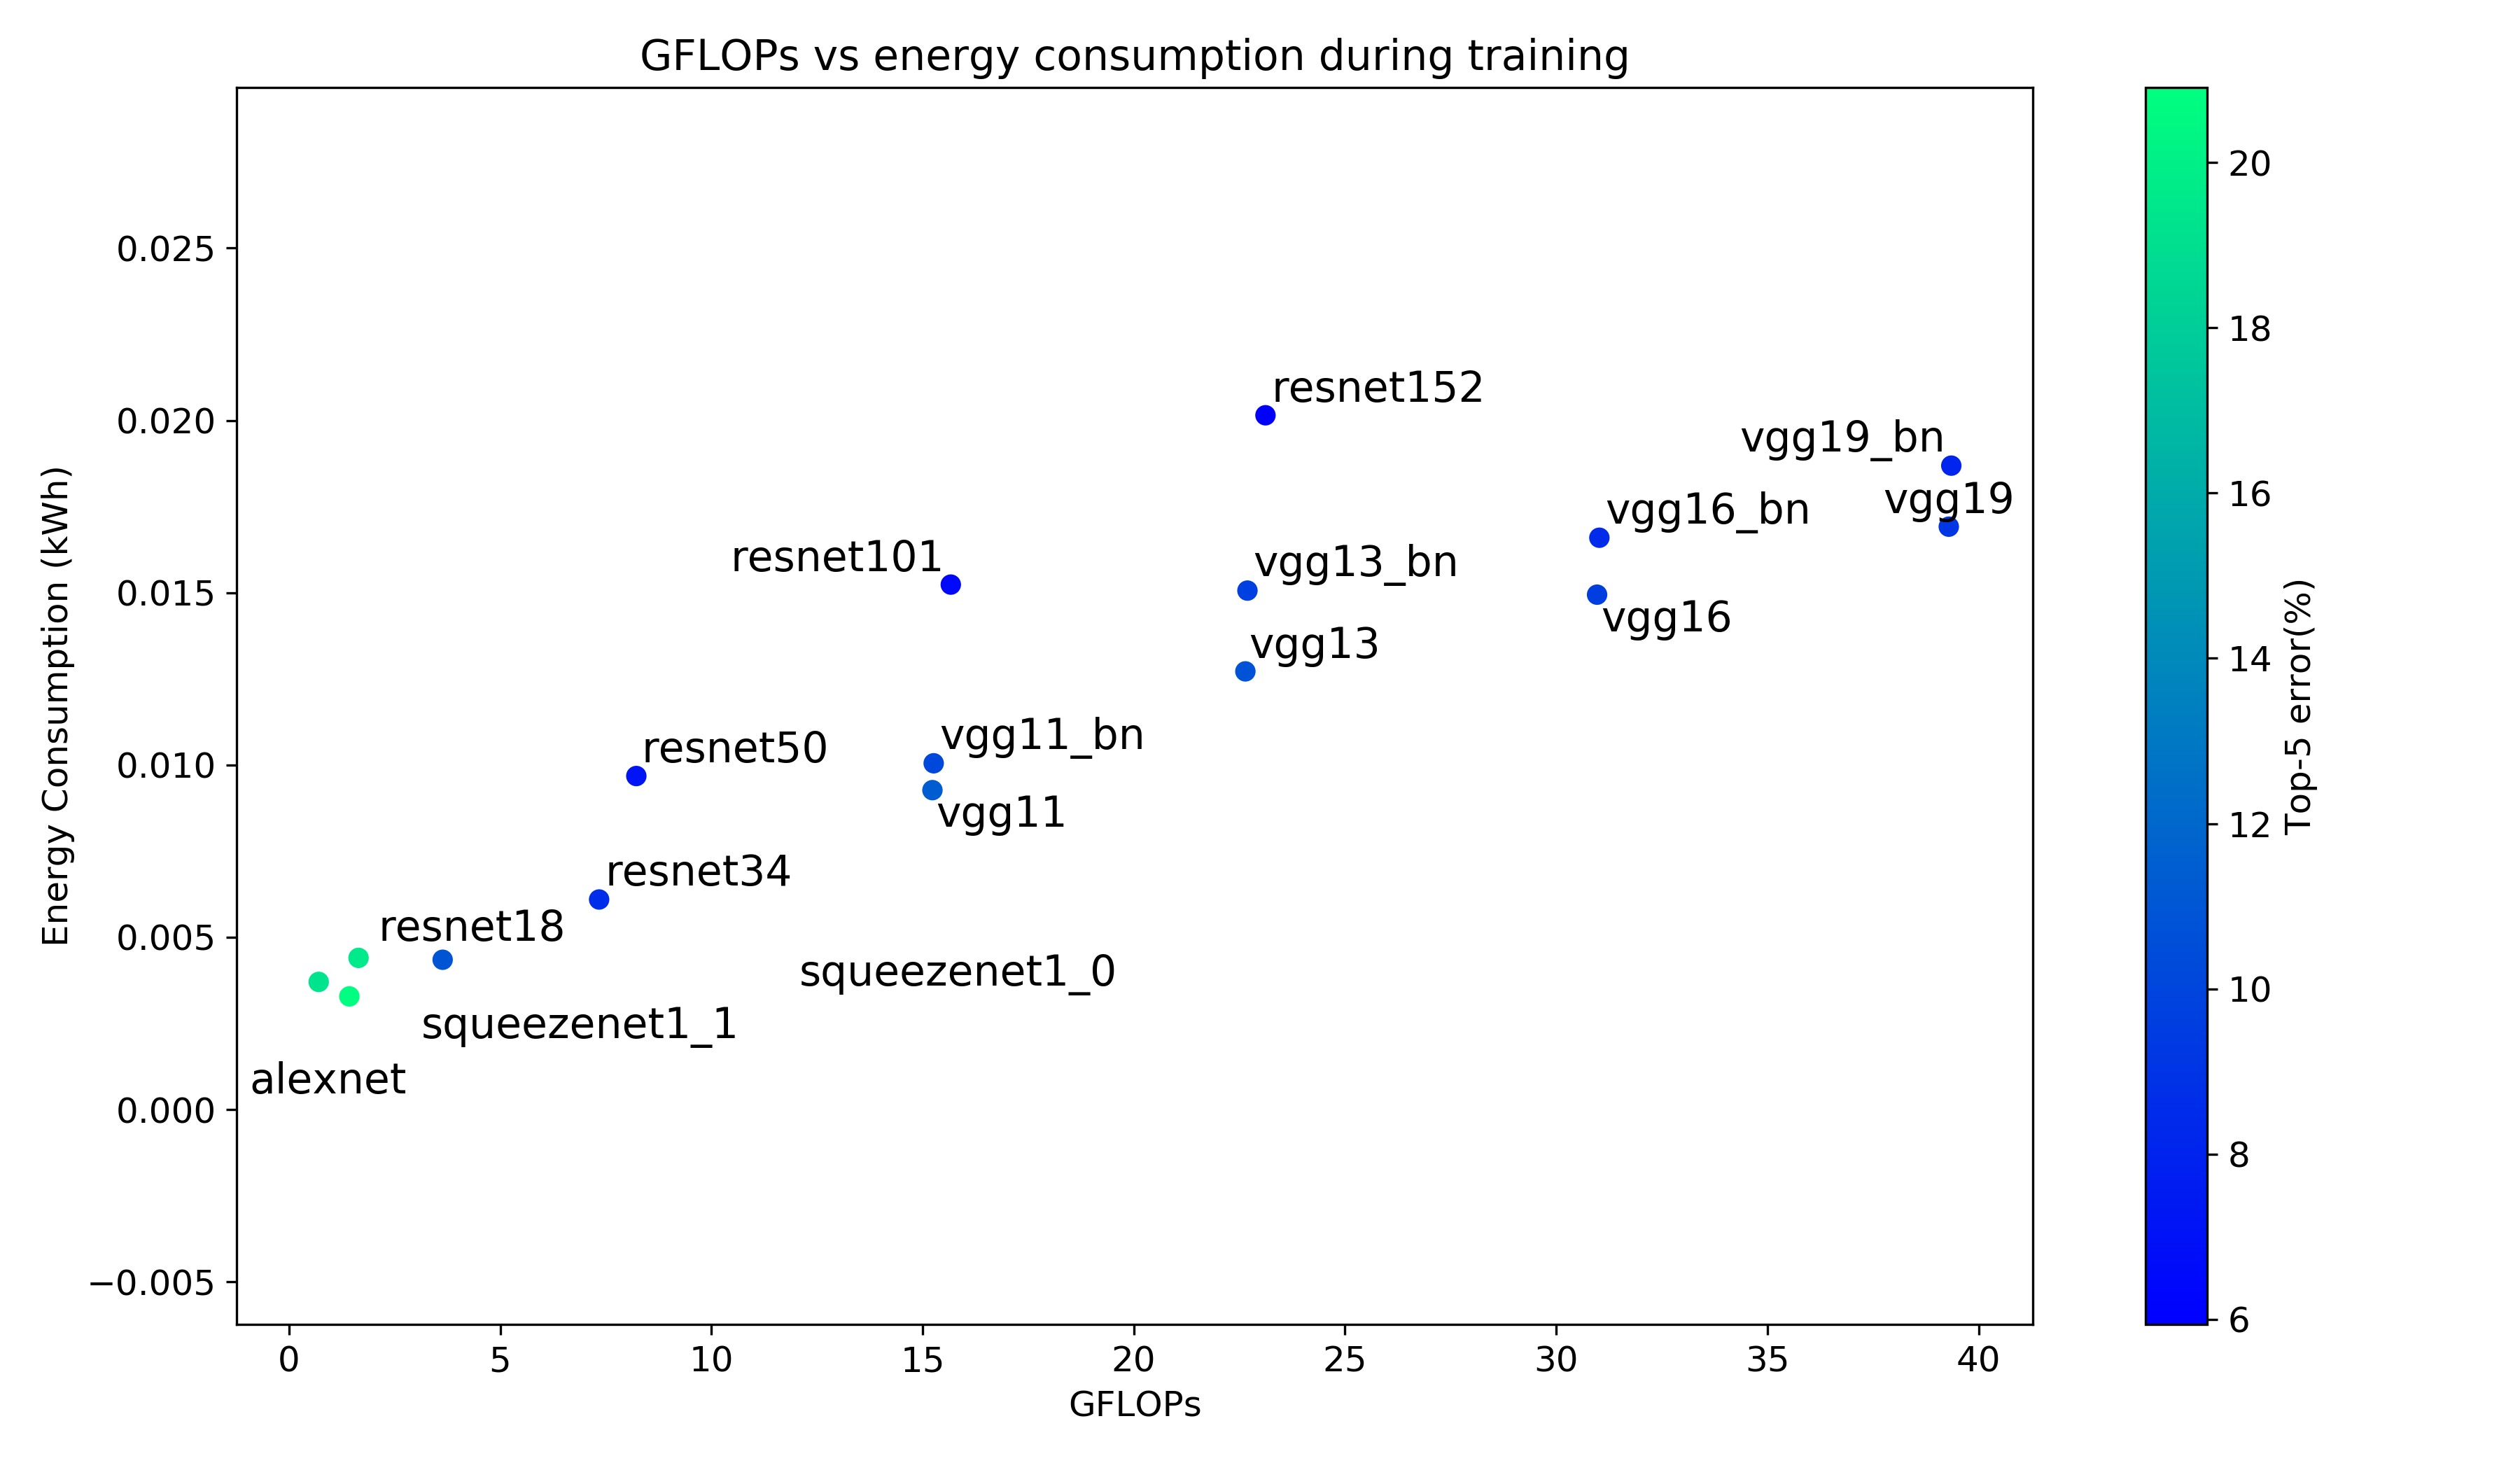 GFLOPs vs energy consumption during training
0.025
0.020
0.015
0.010
0.005
0.000
−0.005
Energy Consumption (kWh)
resnet152
vgg19_bn
vgg19
vgg16_bn
resnet101
vgg13_bn
vgg16
vgg13
vgg11_bn
resnet50
vgg11
resnet34
resnet18
squeezenet1_0
squeezenet1_1
alexnet
0 5 10 15 20 25 30 35 40
GFLOPs
20
18
16
14
12
10
8
6
Top-5 error(%)